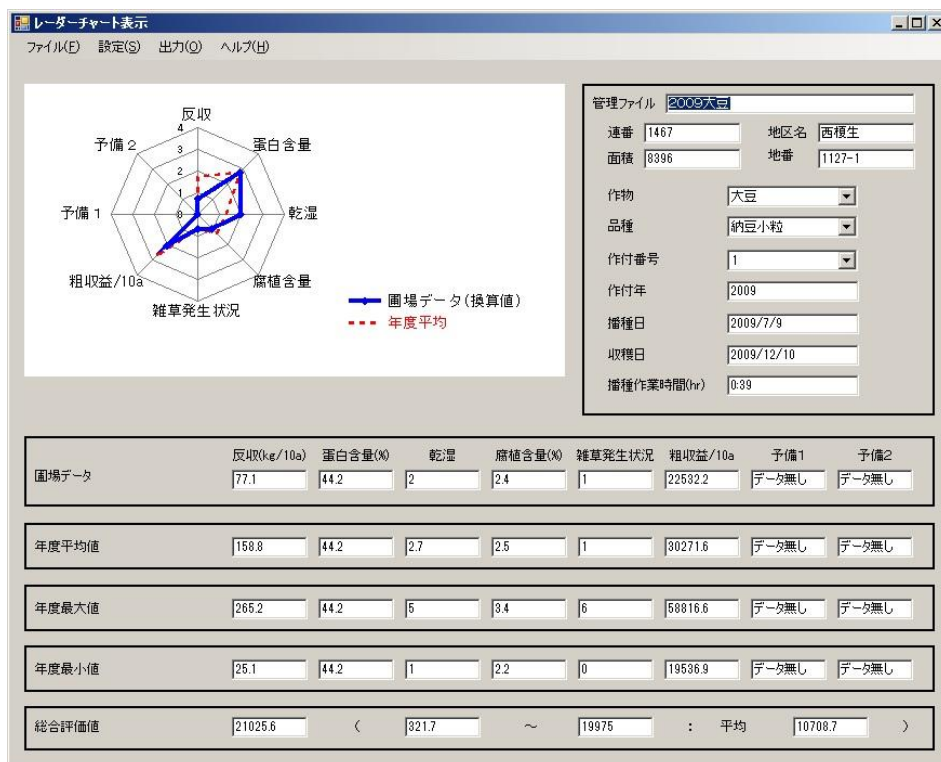 レーダーチャート表示
ファイル(F) 設定(S) 出力(O) ヘルプ(H)
反収
蛋白含量
乾湿
腐植含量
雑草発生状況
粗収益/10a
予備1
予備2
4
3
2
1
0
圃場データ(換算値)
年度平均
管理ファイル 2009大豆
連番 1467 地区名 西榎生
面積 8396 地番 1127-1
作物 大豆
品種 納豆小粒
作付番号 1
作付年 2009
播種日 2009/7/9
収穫日 2009/12/10
播種作業時間(hr) 0:39
反収(kg/10a) 蛋白含量(%) 乾湿 腐植含量(%) 雑草発生状況 粗収益/10a 予備1 予備2
圃場データ 77.1 44.2 2 2.4 1 22532.2 データ無し データ無し
年度平均値 158.8 44.2 2.7 2.5 1 30271.6 データ無し データ無し
年度最大値 265.2 44.2 5 3.4 6 58816.6 データ無し データ無し
年度最小値 25.1 44.2 1 2.2 0 19536.9 データ無し データ無し
総合評価値 21025.6 ( 321.7 ～ 19975 : 平均 10708.7 )